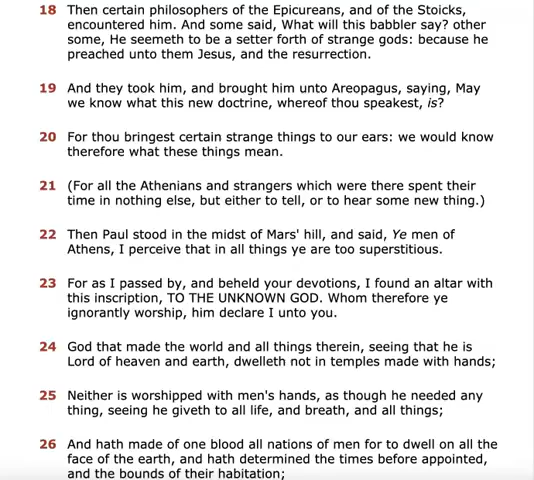 18 Then certain philosophers of the Epicureans, and of the Stoicks,
encountered him. And some said, What will this babbler say? other
some, He seemeth to be a setter forth of strange gods: because he
preached unto them Jesus, and the resurrection.
19 And they took him, and brought him unto Areopagus, saying, May
we know what this new doctrine, whereof thou speakest, is?
20 For thou bringest certain strange things to our ears: we would know
therefore what these things mean.
21 (For all the Athenians and strangers which were there spent their
time in nothing else, but either to tell, or to hear some new thing.)
22 Then Paul stood in the midst of Mars' hill, and said, Ye men of
Athens, I perceive that in all things ye are too superstitious.
23 For as I passed by, and beheld your devotions, I found an altar with
this inscription, TO THE UNKNOWN GOD. Whom therefore ye
ignorantly worship, him declare I unto you.
24 God that made the world and all things therein, seeing that he is
Lord of heaven and earth, dwelleth not in temples made with hands;
25 Neither is worshipped with men's hands, as though he needed any
thing, seeing he giveth to all life, and breath, and all things;
26 And hath made of one blood all nations of men for to dwell on all the
face of the earth, and hath determined the times before appointed,
and the bounds of their habitation;